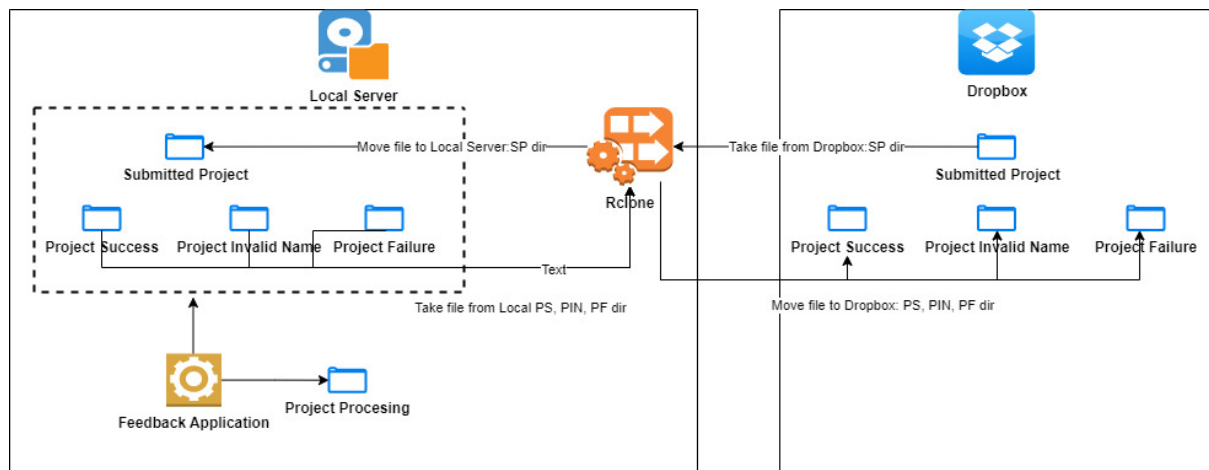 Local Server
Dropbox
Move file to Local Server:SP dir
Take file from Dropbox:SP dir
Submitted Project
Submitted Project
Rclone
Project Success
Project Invalid Name
Project Failure
Project Success
Project Invalid Name
Project Failure
Text
Take file from Local PS, PIN, PF dir
Move file to Dropbox: PS, PIN, PF dir
Project Procesing
Feedback Application